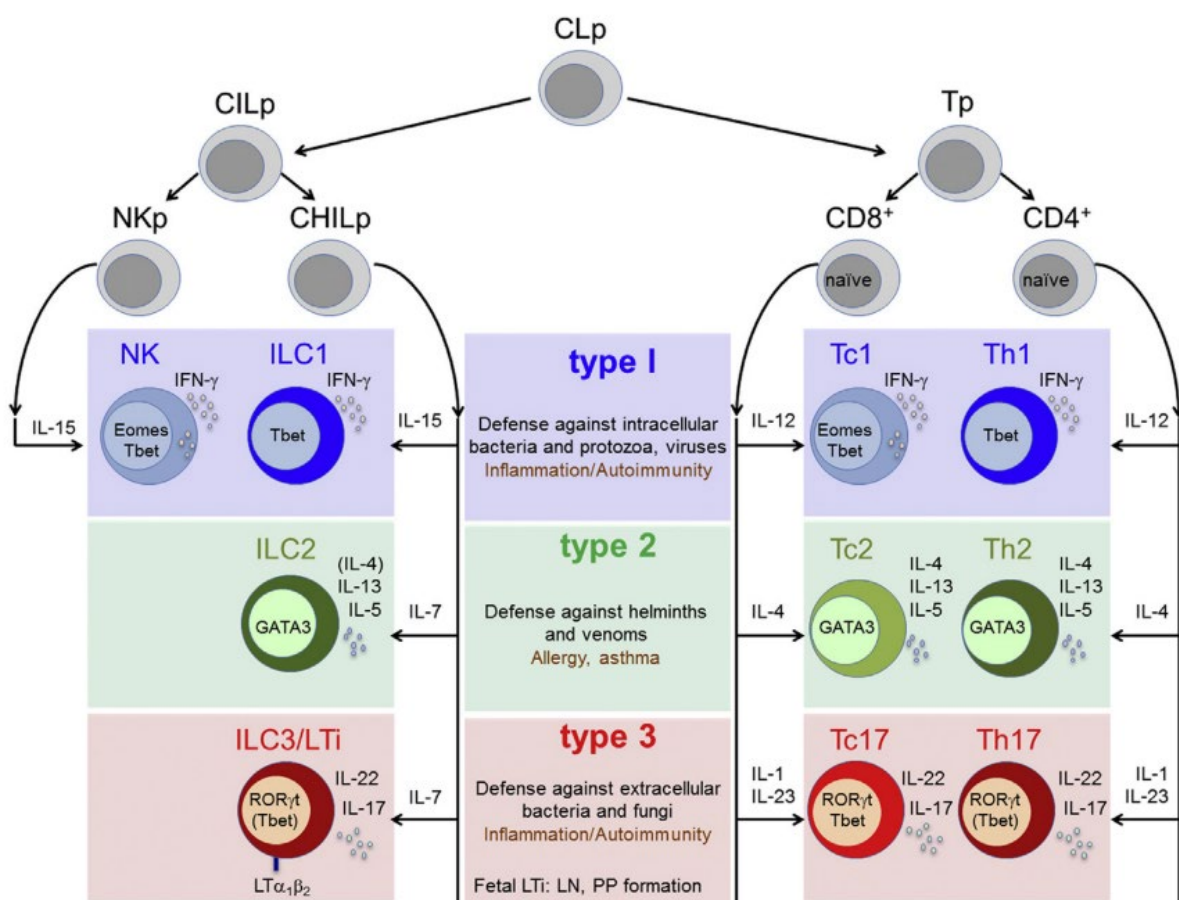 CLp
CILp
Tp
NKp
CHILp
CD8⁺
CD4⁺
naïve
naïve
NK
ILC1
type I
Tc1
Th1
IFN-γ
IFN-γ
IFN-γ
IFN-γ
IL-15
Eomes
Tbet
Tbet
IL-15
Defense against intracellular
bacteria and protozoa, viruses
Inflammation/Autoimmunity
IL-12
Eomes
Tbet
Tbet
IL-12
ILC2
type 2
Tc2
Th2
(IL-4)
IL-13
IL-5
GATA3
IL-7
Defense against helminths
and venoms
Allergy, asthma
IL-4
GATA3
IL-4
IL-13
IL-5
GATA3
IL-4
IL-13
IL-5
IL-4
ILC3/LTi
type 3
Tc17
Th17
RORγt
(Tbet)
IL-22
IL-17
LTα₁β₂
IL-7
Defense against extracellular
bacteria and fungi
Inflammation/Autoimmunity
Fetal LTi: LN, PP formation
IL-1
IL-23
RORγt
Tbet
IL-22
IL-17
RORγt
(Tbet)
IL-22
IL-17
IL-1
IL-23